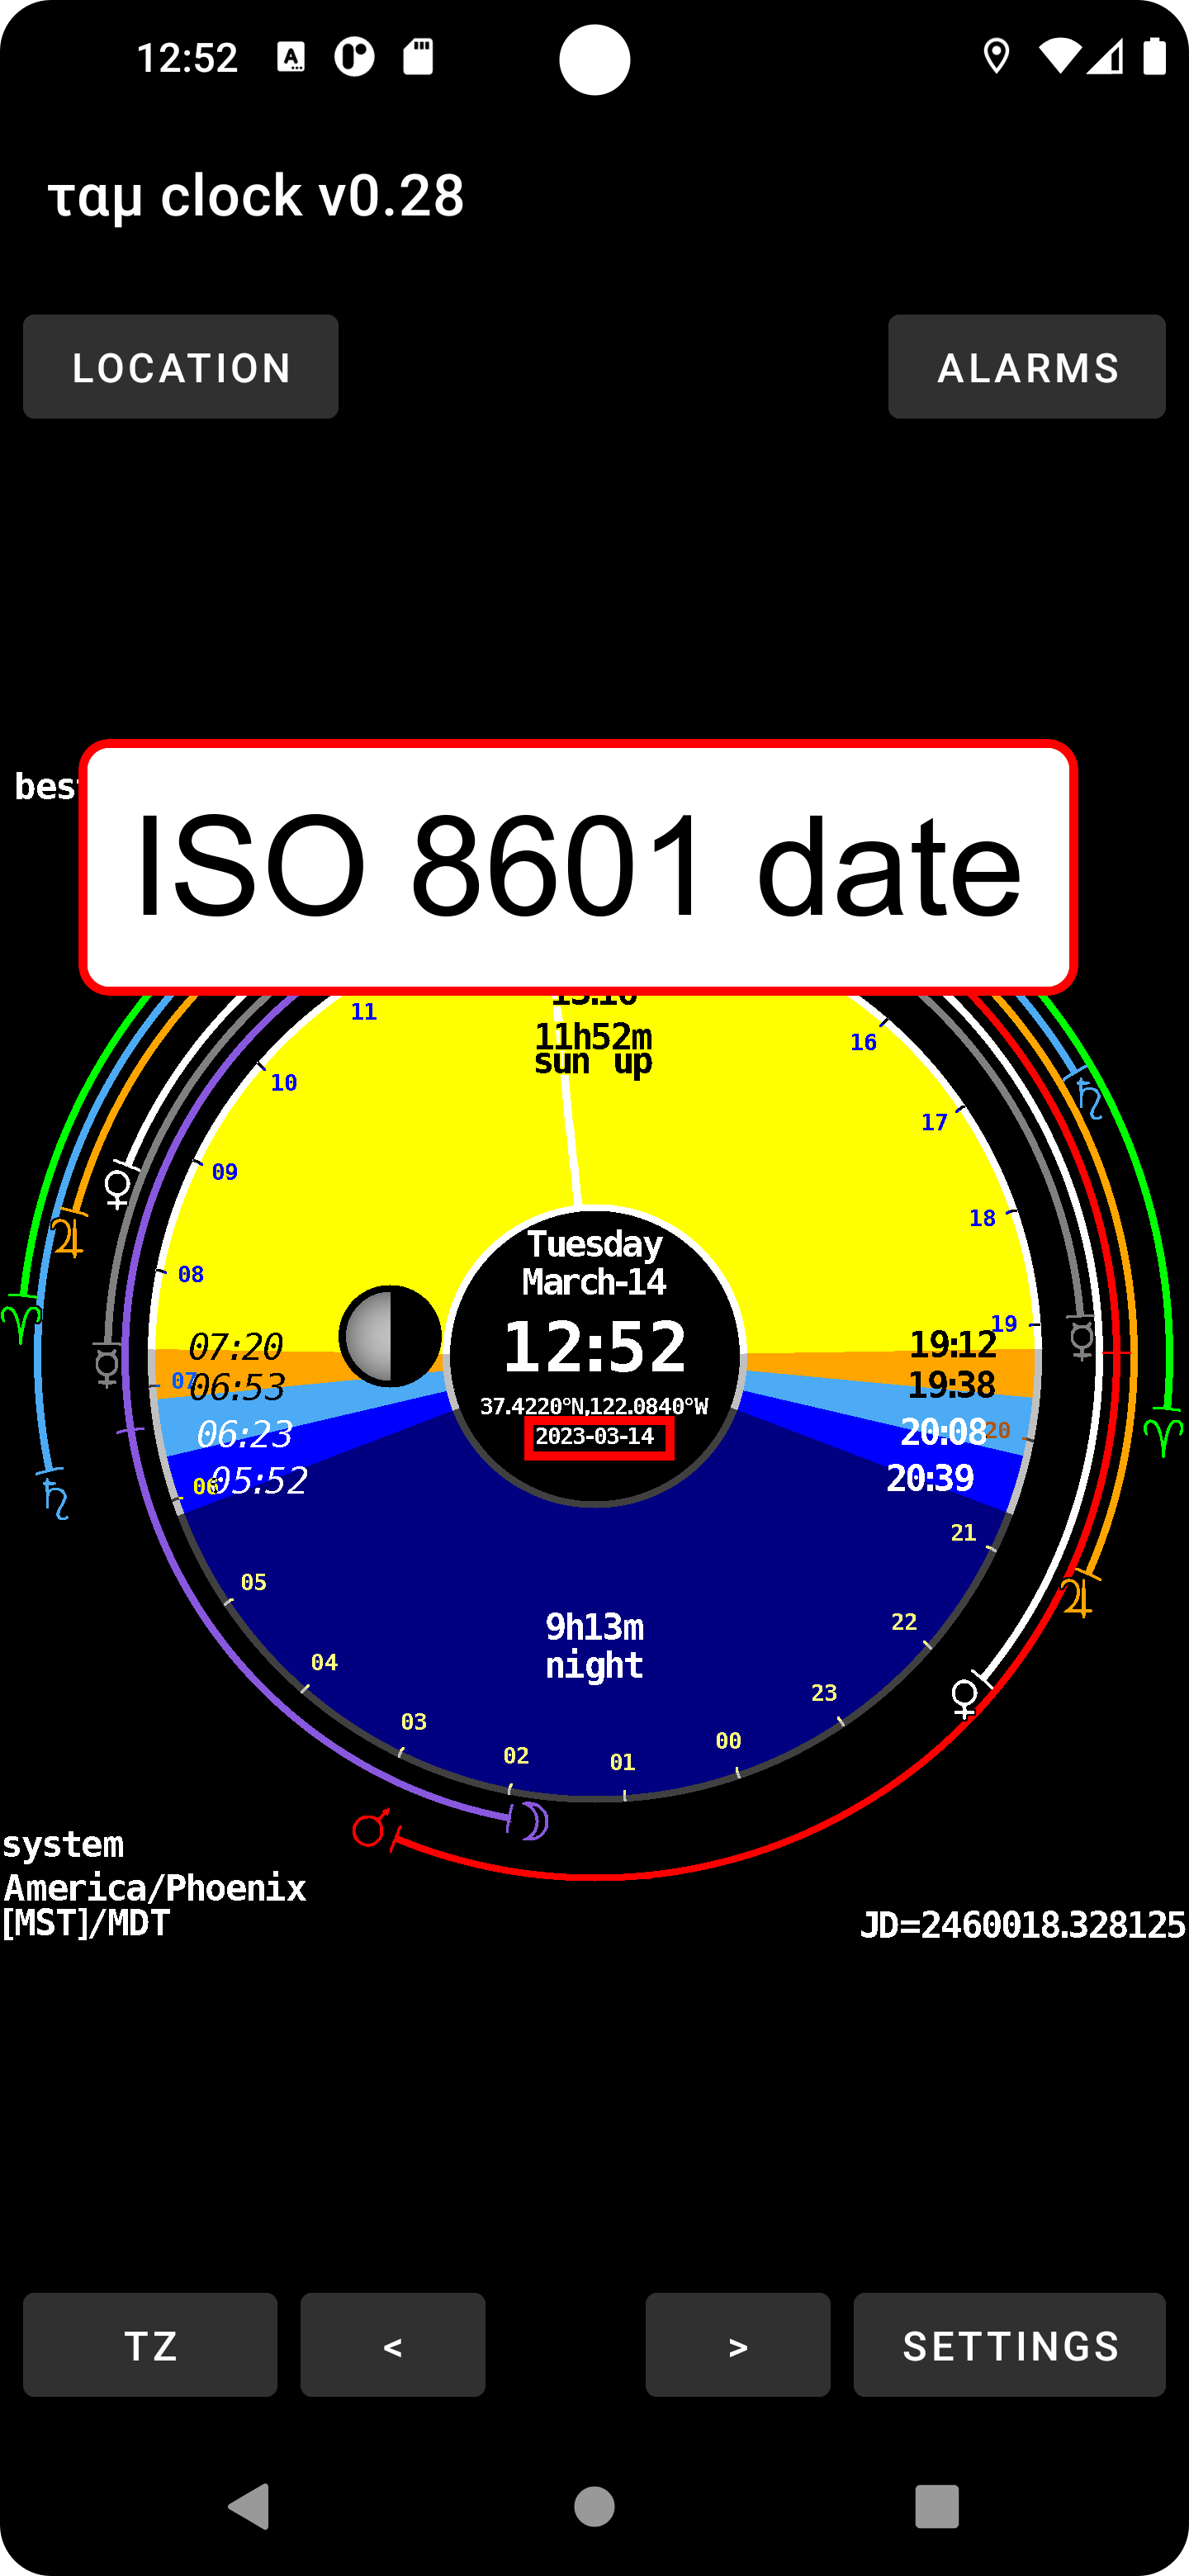 12:52
ταμ clock v0.28
LOCATION
ALARMS
ISO 8601 date
11h52m
sun up
11
10
09
08
16
17
18
19
Tuesday
March-14
12:52
37.4220°N,122.0840°W
2023-03-14
07:20
07
06:53
06:23
06
05:52
19:12
19:38
20:08
20
20:39
21
22
23
00
01
02
03
04
05
9h13m
night
system
America/Phoenix
[MST]/MDT
JD=2460018.328125
TZ
<
>
SETTINGS